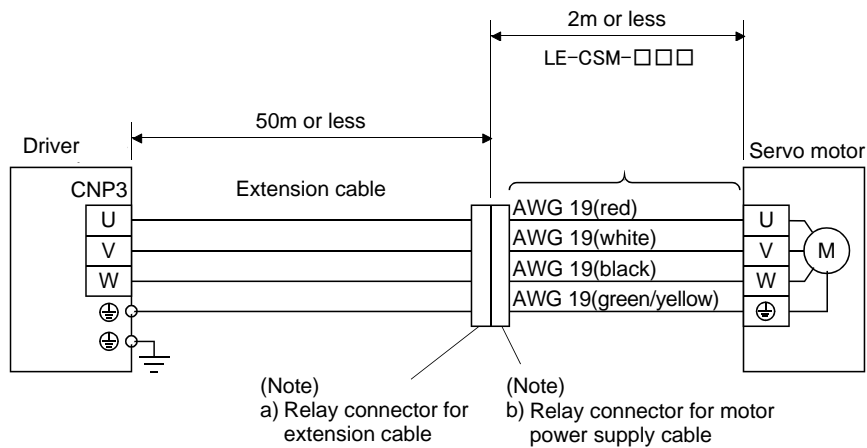 2m or less
LE-CSM-□□□
50m or less
Driver
Servo motor
CNP3
Extension cable
U
AWG 19(red)
U
V
AWG 19(white)
V
M
W
AWG 19(black)
W
AWG 19(green/yellow)
(Note)
a) Relay connector for
extension cable
(Note)
b) Relay connector for motor
power supply cable